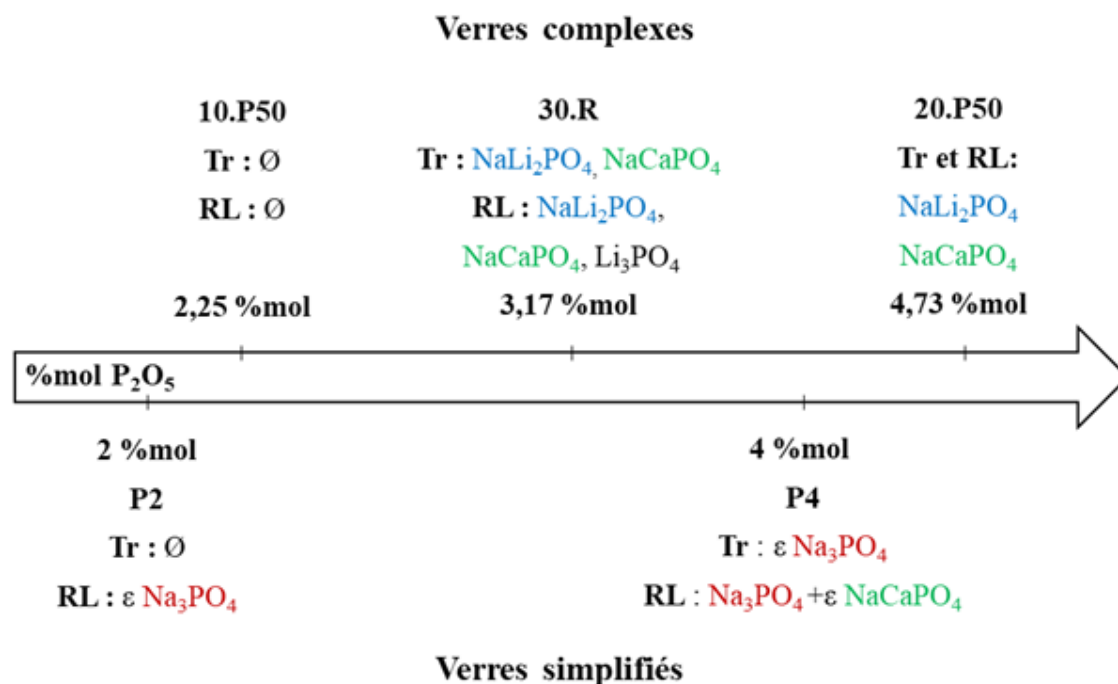 Verres complexes
10.P50 30.R 20.P50
Tr : Ø Tr : NaLi₂PO₄, NaCaPO₄ Tr et RL:
RL : Ø RL : NaLi₂PO₄, NaLi₂PO₄
NaCaPO₄, Li₃PO₄ NaCaPO₄
2,25 %mol 3,17 %mol 4,73 %mol
%mol P₂O₅
2 %mol 4 %mol
P2 P4
Tr : Ø Tr : ε Na₃PO₄
RL : ε Na₃PO₄ RL : Na₃PO₄+ε NaCaPO₄
Verres simplifiés